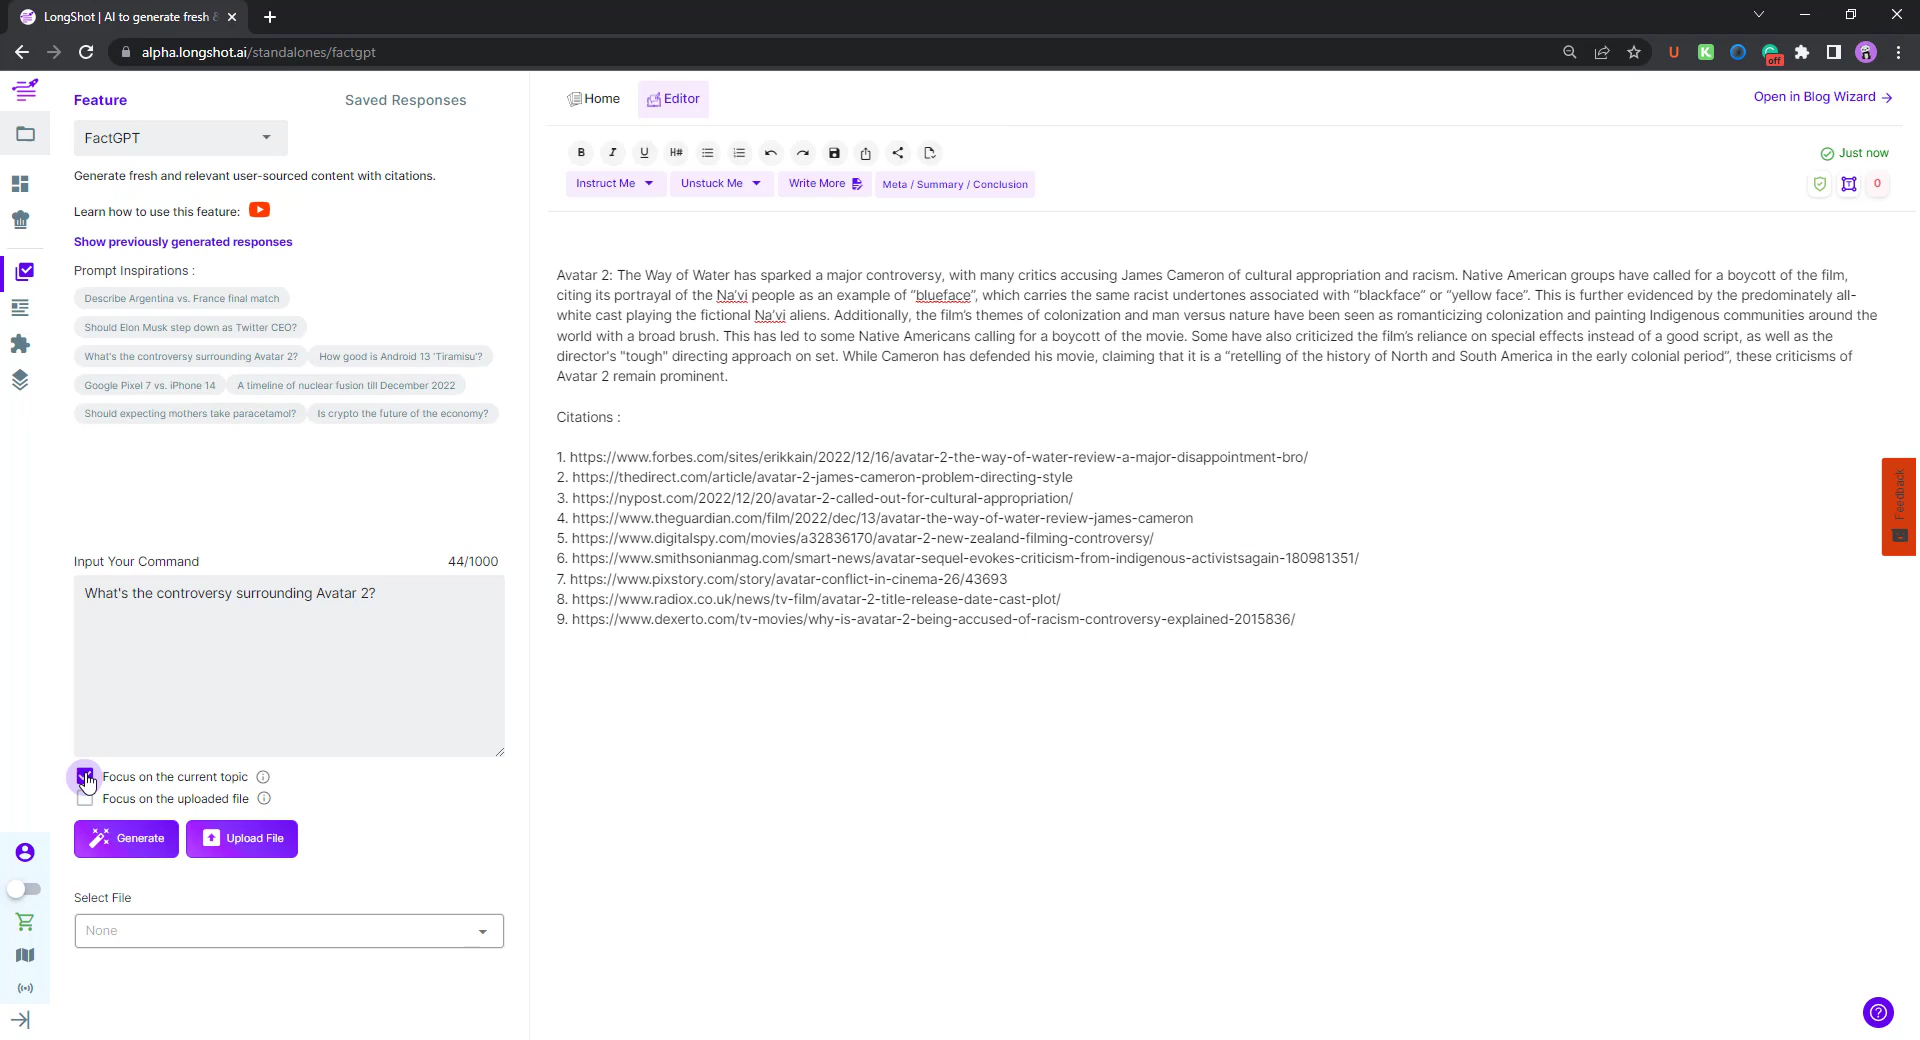 LongShot | AI to generate fresh &
alpha.longshot.ai/standalones/factgpt
U
K
off
Feature
Saved Responses
FactGPT
Generate fresh and relevant user-sourced content with citations.
Learn how to use this feature:
Show previously generated responses
Prompt Inspirations :
Describe Argentina vs. France final match
Should Elon Musk step down as Twitter CEO?
What's the controversy surrounding Avatar 2?
How good is Android 13 'Tiramisu'?
Google Pixel 7 vs. iPhone 14
A timeline of nuclear fusion till December 2022
Should expecting mothers take paracetamol?
Is crypto the future of the economy?
Input Your Command
44/1000
What's the controversy surrounding Avatar 2?
Focus on the current topic
Focus on the uploaded file
Generate
Upload File
Select File
None
Home
Editor
Open in Blog Wizard
B
I
U
H#
Just now
Instruct Me
Unstuck Me
Write More
Meta / Summary / Conclusion
0
Avatar 2: The Way of Water has sparked a major controversy, with many critics accusing James Cameron of cultural appropriation and racism. Native American groups have called for a boycott of the film,
citing its portrayal of the Na'vi people as an example of “blueface”, which carries the same racist undertones associated with “blackface” or “yellow face”. This is further evidenced by the predominately all-
white cast playing the fictional Na'vi aliens. Additionally, the film's themes of colonization and man versus nature have been seen as romanticizing colonization and painting Indigenous communities around the
world with a broad brush. This has led to some Native Americans calling for a boycott of the movie. Some have also criticized the film's reliance on special effects instead of a good script, as well as the
director's "tough" directing approach on set. While Cameron has defended his movie, claiming that it is a “retelling of the history of North and South America in the early colonial period”, these criticisms of
Avatar 2 remain prominent.
Citations :
1. https://www.forbes.com/sites/erikkain/2022/12/16/avatar-2-the-way-of-water-review-a-major-disappointment-bro/
2. https://thedirect.com/article/avatar-2-james-cameron-problem-directing-style
3. https://nypost.com/2022/12/20/avatar-2-called-out-for-cultural-appropriation/
4. https://www.theguardian.com/film/2022/dec/13/avatar-the-way-of-water-review-james-cameron
5. https://www.digitalspy.com/movies/a32836170/avatar-2-new-zealand-filming-controversy/
6. https://www.smithsonianmag.com/smart-news/avatar-sequel-evokes-criticism-from-indigenous-activistsagain-180981351/
7. https://www.pixstory.com/story/avatar-conflict-in-cinema-26/43693
8. https://www.radiox.co.uk/news/tv-film/avatar-2-title-release-date-cast-plot/
9. https://www.dexerto.com/tv-movies/why-is-avatar-2-being-accused-of-racism-controversy-explained-2015836/
Feedback